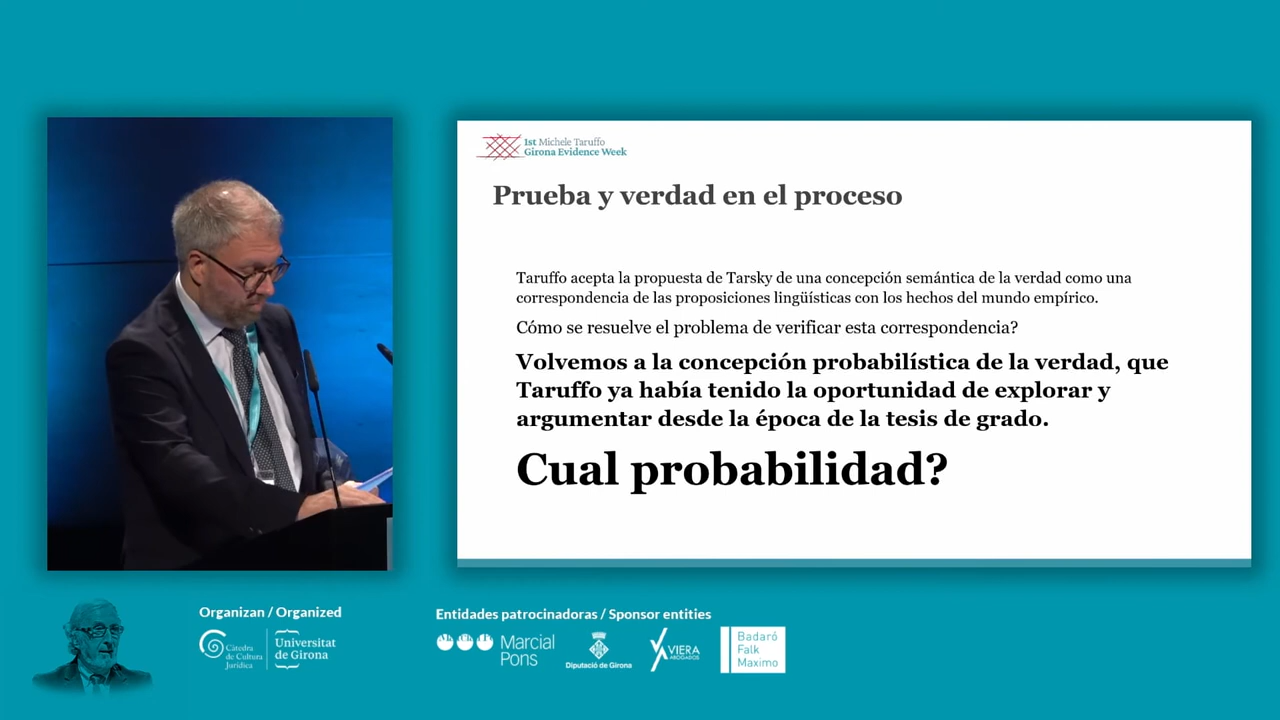 1st Michele Taruffo
Girona Evidence Week
Prueba y verdad en el proceso
Taruffo acepta la propuesta de Tarsky de una concepción semántica de la verdad como una
correspondencia de las proposiciones lingüísticas con los hechos del mundo empírico.
Cómo se resuelve el problema de verificar esta correspondencia?
Volvemos a la concepción probabilística de la verdad, que
Taruffo ya había tenido la oportunidad de explorar y
argumentar desde la época de la tesis de grado.
Cual probabilidad?
Organizan / Organized
Càtedra
de Cultura
Jurídica
Universitat
de Girona
Entidades patrocinadoras / Sponsor entities
Marcial
Pons
Diputació de Girona
VIERA
ABOGADOS
Badaró
Falk
Maximo